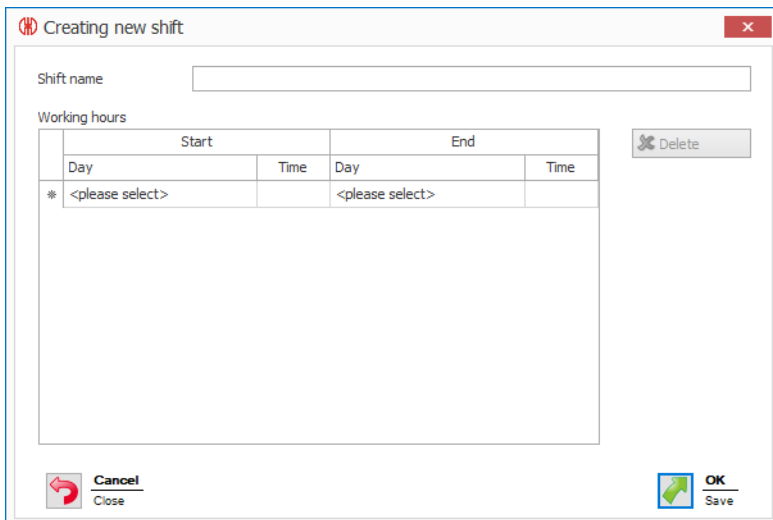 Creating new shift
Shift name
Working hours
Start End
Delete
Day Time Day Time
<please select> <please select>
Cancel
Close
OK
Save